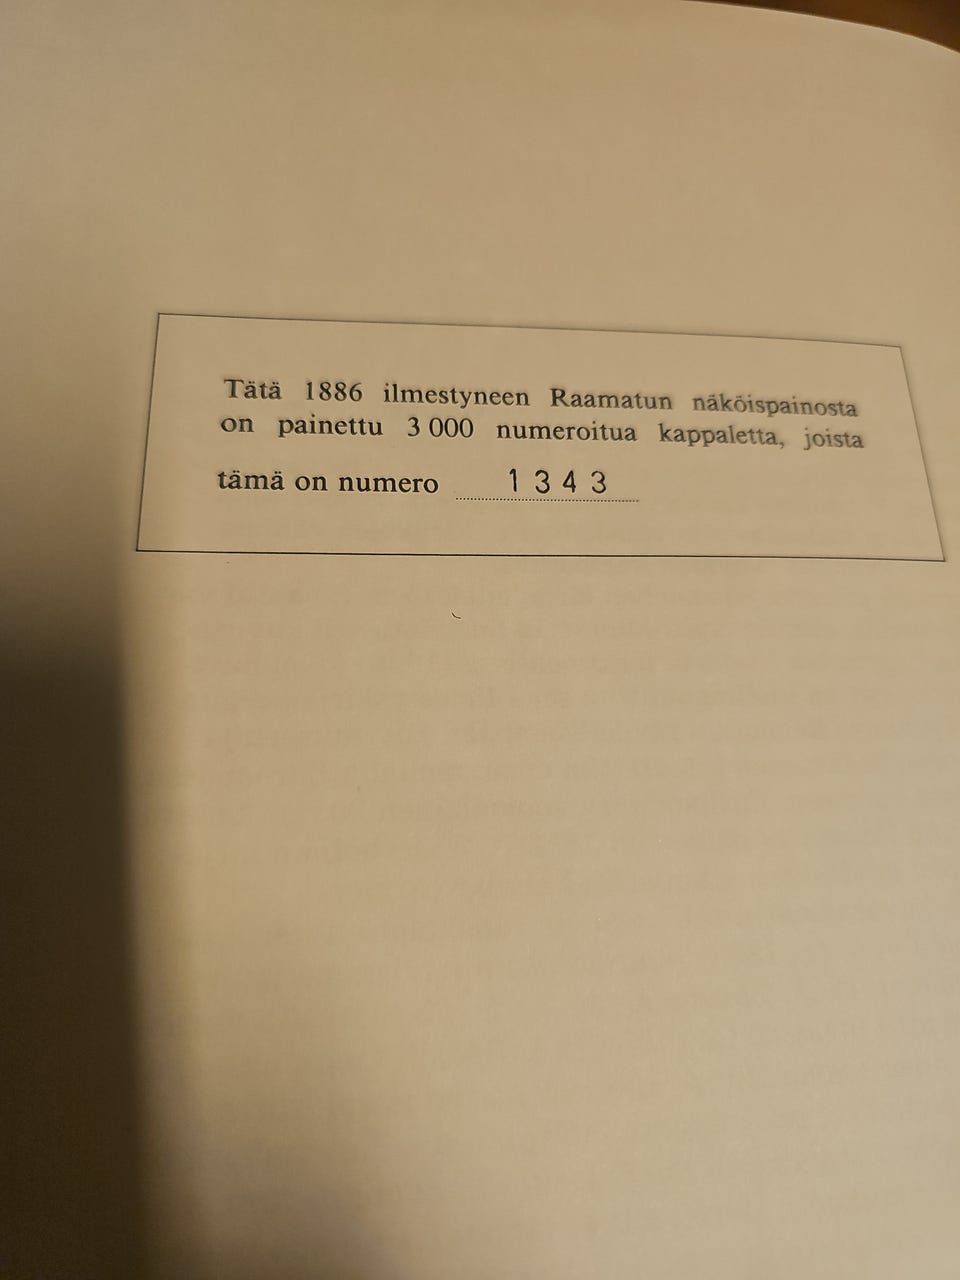 Tätä 1886 ilmestyneen Raamatun näköispainosta
on painettu 3 000 numeroitua kappaletta, joista
tämä on numero 1343